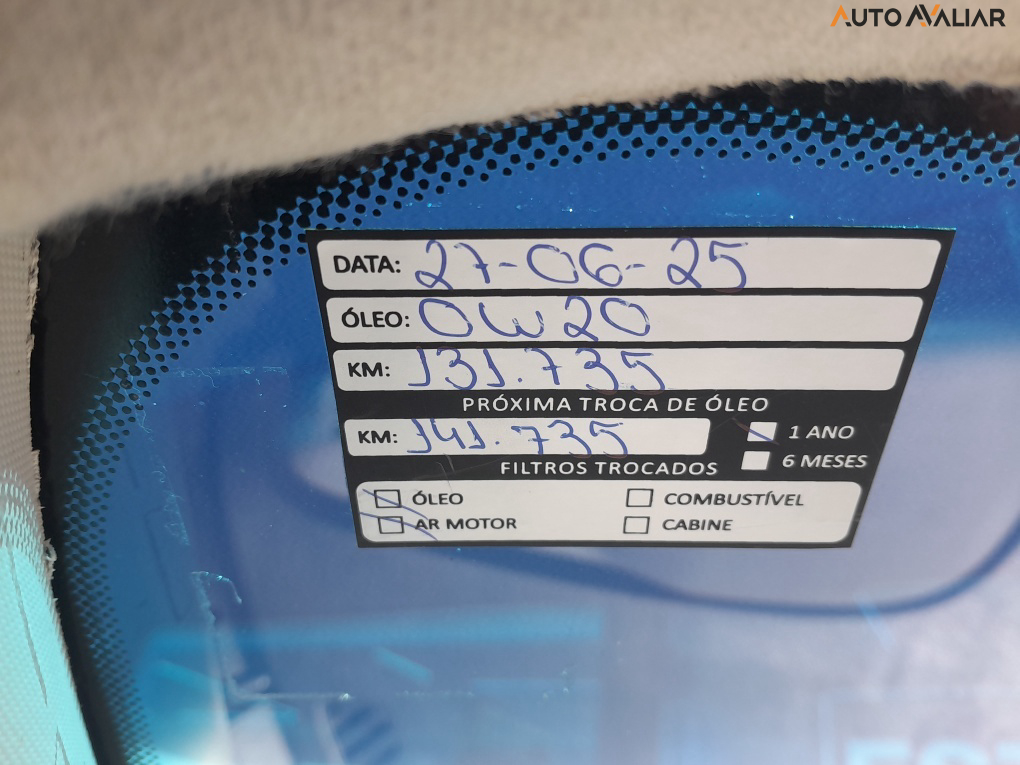 AUTO AVALIAR
DATA: 27-06-25
ÓLEO: 0W20
KM: 131.735
PRÓXIMA TROCA DE ÓLEO
KM: 141.735
1 ANO
6 MESES
FILTROS TROCADOS
ÓLEO
COMBUSTÍVEL
AR MOTOR
CABINE